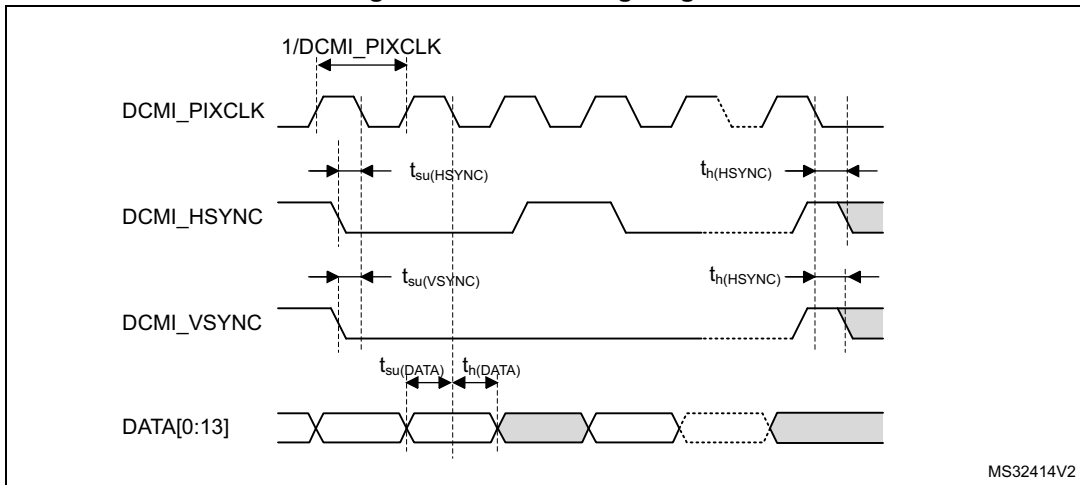 1/DCMI_PIXCLK
DCMI_PIXCLK
tsu(HSYNC)
th(HSYNC)
DCMI_HSYNC
tsu(VSYNC)
th(HSYNC)
DCMI_VSYNC
tsu(DATA) th(DATA)
DATA[0:13]
MS32414V2